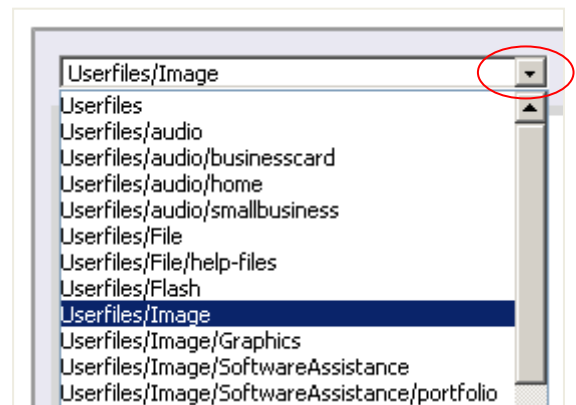 Userfiles/Image
Userfiles
Userfiles/audio
Userfiles/audio/businesscard
Userfiles/audio/home
Userfiles/audio/smallbusiness
Userfiles/File
Userfiles/File/help-files
Userfiles/Flash
Userfiles/Image
Userfiles/Image/Graphics
Userfiles/Image/SoftwareAssistance
Userfiles/Image/SoftwareAssistance/portfolio